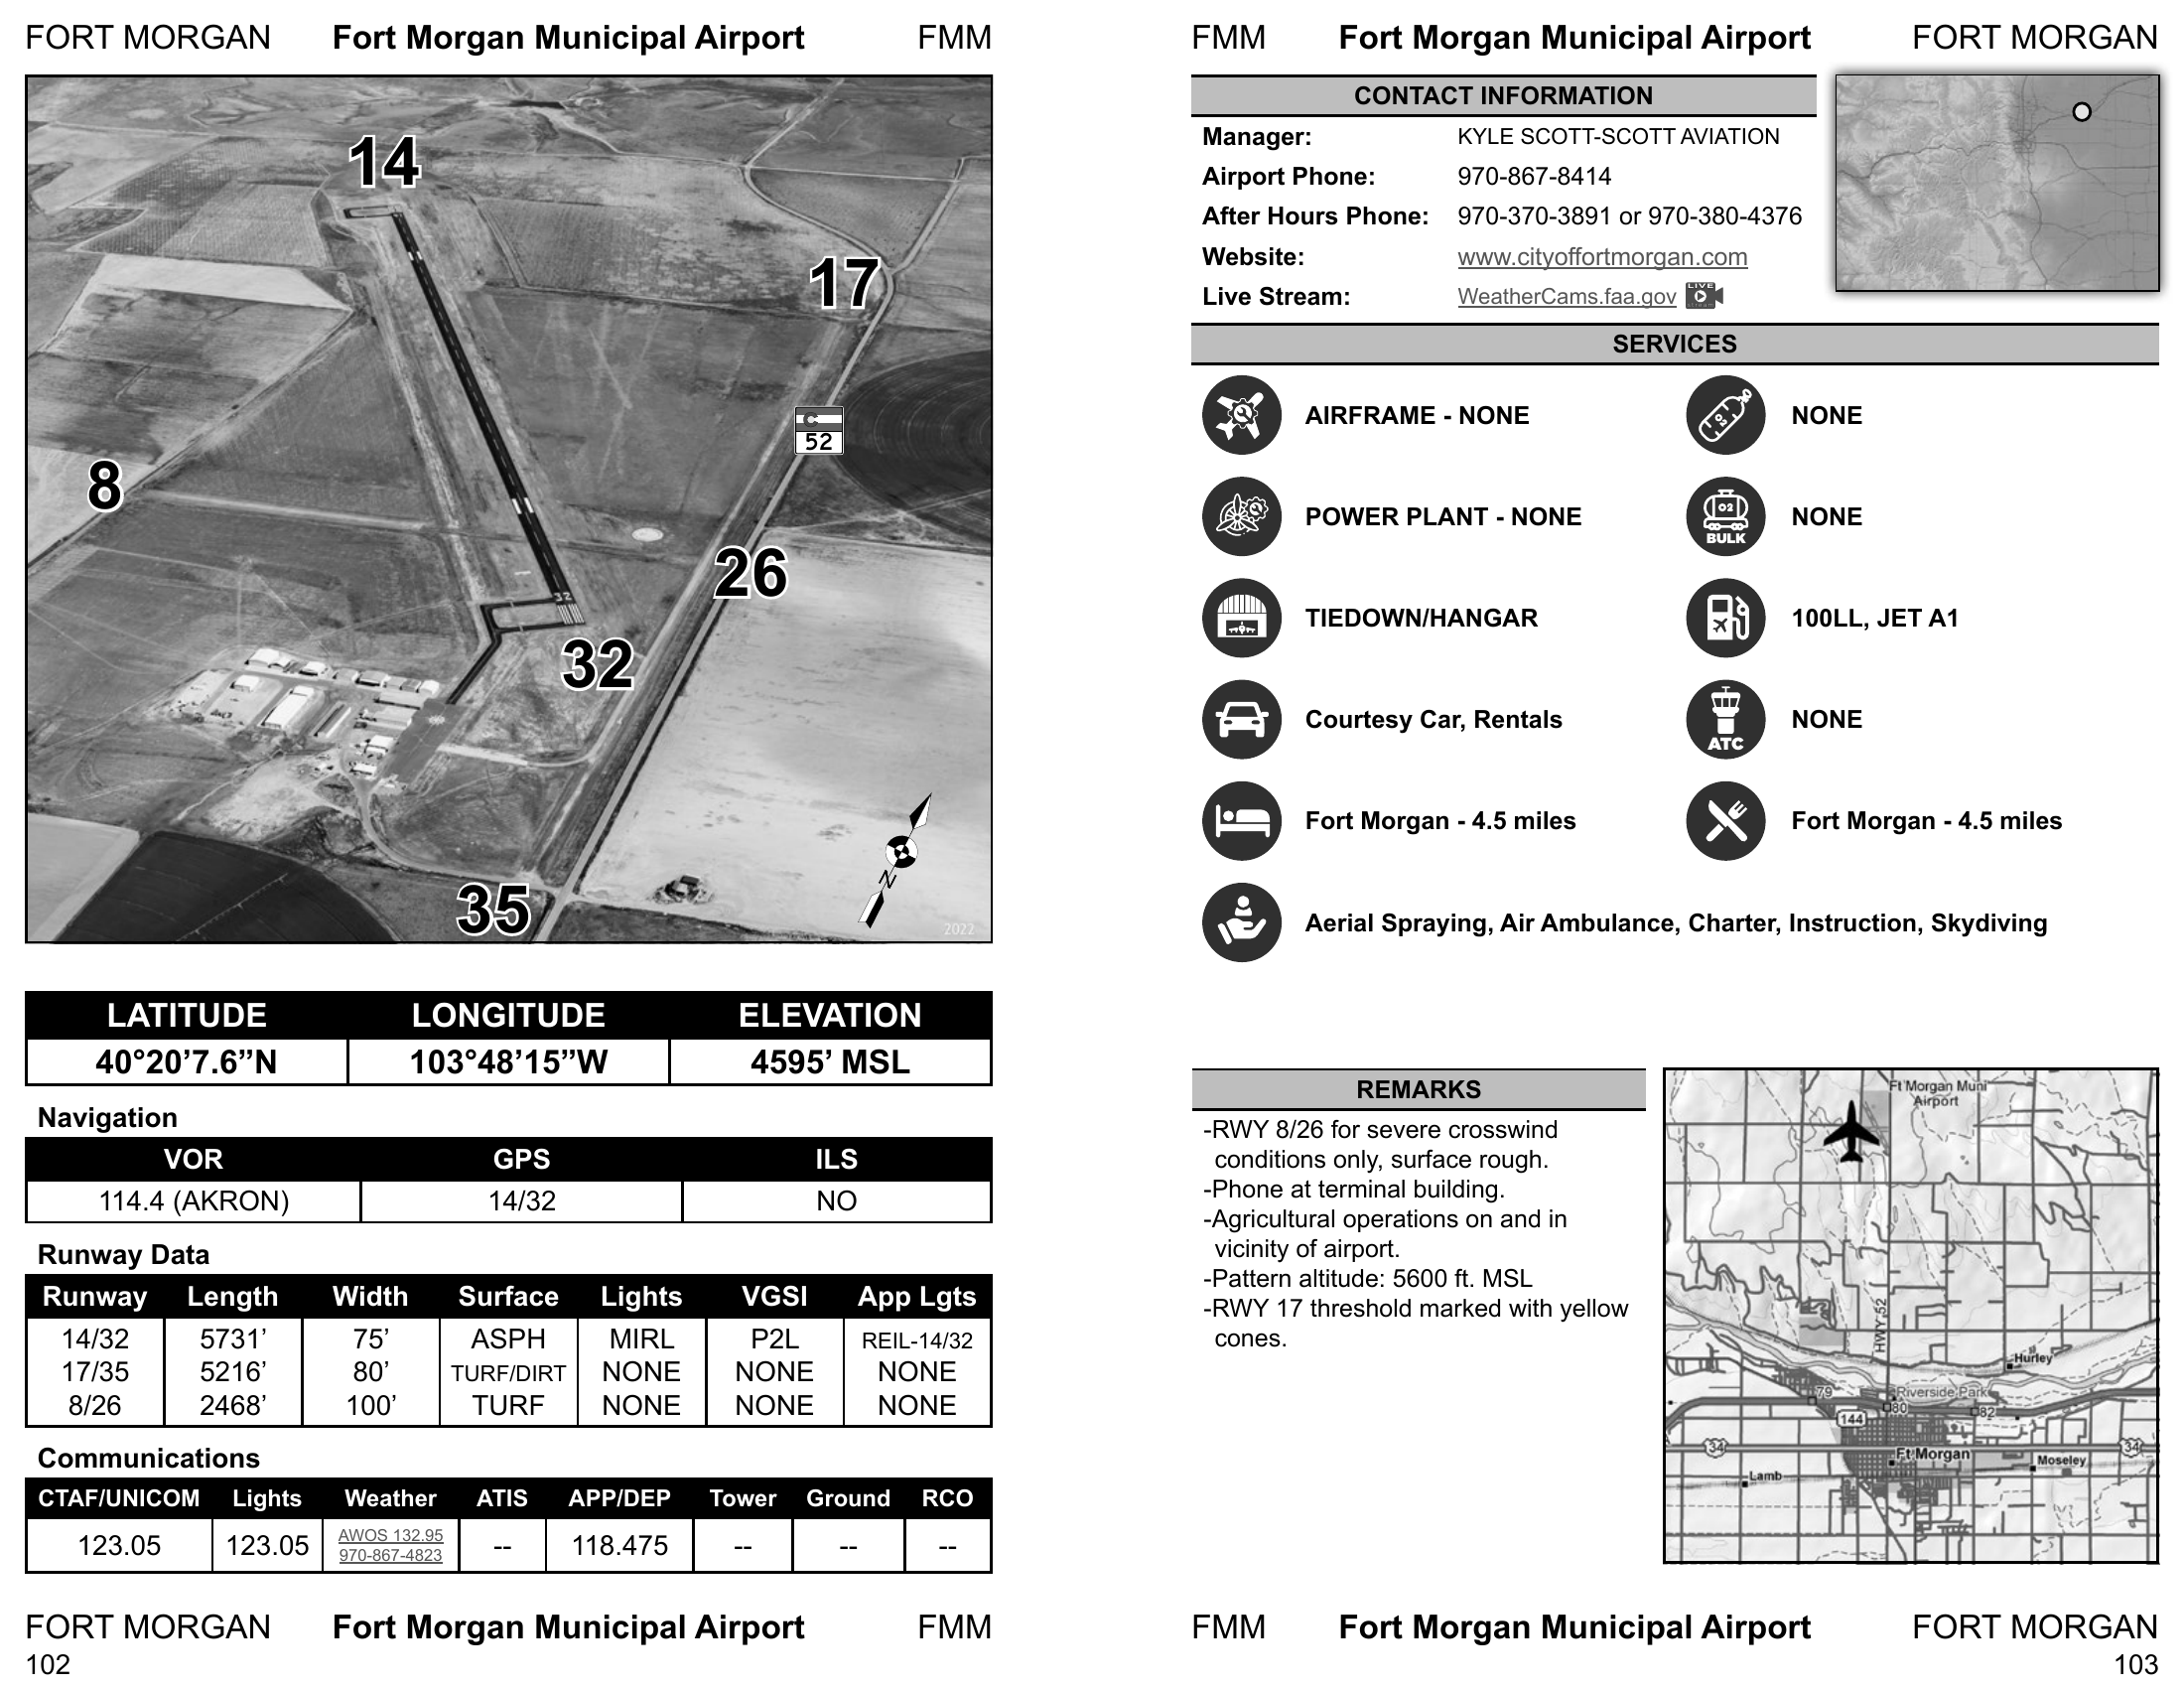 FORT MORGAN Fort Morgan Municipal Airport FMM
14
17
C
52
8
26
32
32
35
N
2022
LATITUDE LONGITUDE ELEVATION
40°20’7.6”N 103°48’15”W 4595’ MSL
Navigation
VOR GPS ILS
114.4 (AKRON) 14/32 NO
Runway Data
Runway Length Width Surface Lights VGSI App Lgts
14/32 5731’ 75’ ASPH MIRL P2L REIL-14/32
17/35 5216’ 80’ TURF/DIRT NONE NONE NONE
8/26 2468’ 100’ TURF NONE NONE NONE
Communications
CTAF/UNICOM Lights Weather ATIS APP/DEP Tower Ground RCO
123.05 123.05 AWOS 132.95 -- 118.475 -- -- --
970-867-4823
FORT MORGAN Fort Morgan Municipal Airport FMM
102
FMM Fort Morgan Municipal Airport FORT MORGAN
CONTACT INFORMATION
Manager: KYLE SCOTT-SCOTT AVIATION
Airport Phone: 970-867-8414
After Hours Phone: 970-370-3891 or 970-380-4376
Website: www.cityoffortmorgan.com
Live Stream: WeatherCams.faa.gov LIVE
SERVICES
AIRFRAME - NONE O2 NONE
POWER PLANT - NONE O2 BULK NONE
TIEDOWN/HANGAR 100LL, JET A1
Courtesy Car, Rentals ATC NONE
Fort Morgan - 4.5 miles Fort Morgan - 4.5 miles
Aerial Spraying, Air Ambulance, Charter, Instruction, Skydiving
REMARKS
-RWY 8/26 for severe crosswind
conditions only, surface rough.
-Phone at terminal building.
-Agricultural operations on and in
vicinity of airport.
-Pattern altitude: 5600 ft. MSL
-RWY 17 threshold marked with yellow
cones.
Ft Morgan Muni
Airport
HWY 52
Hurley
79 Riverside Park
80 82
144
34 Ft Morgan 34
Moseley
Lamb
FMM Fort Morgan Municipal Airport FORT MORGAN
103